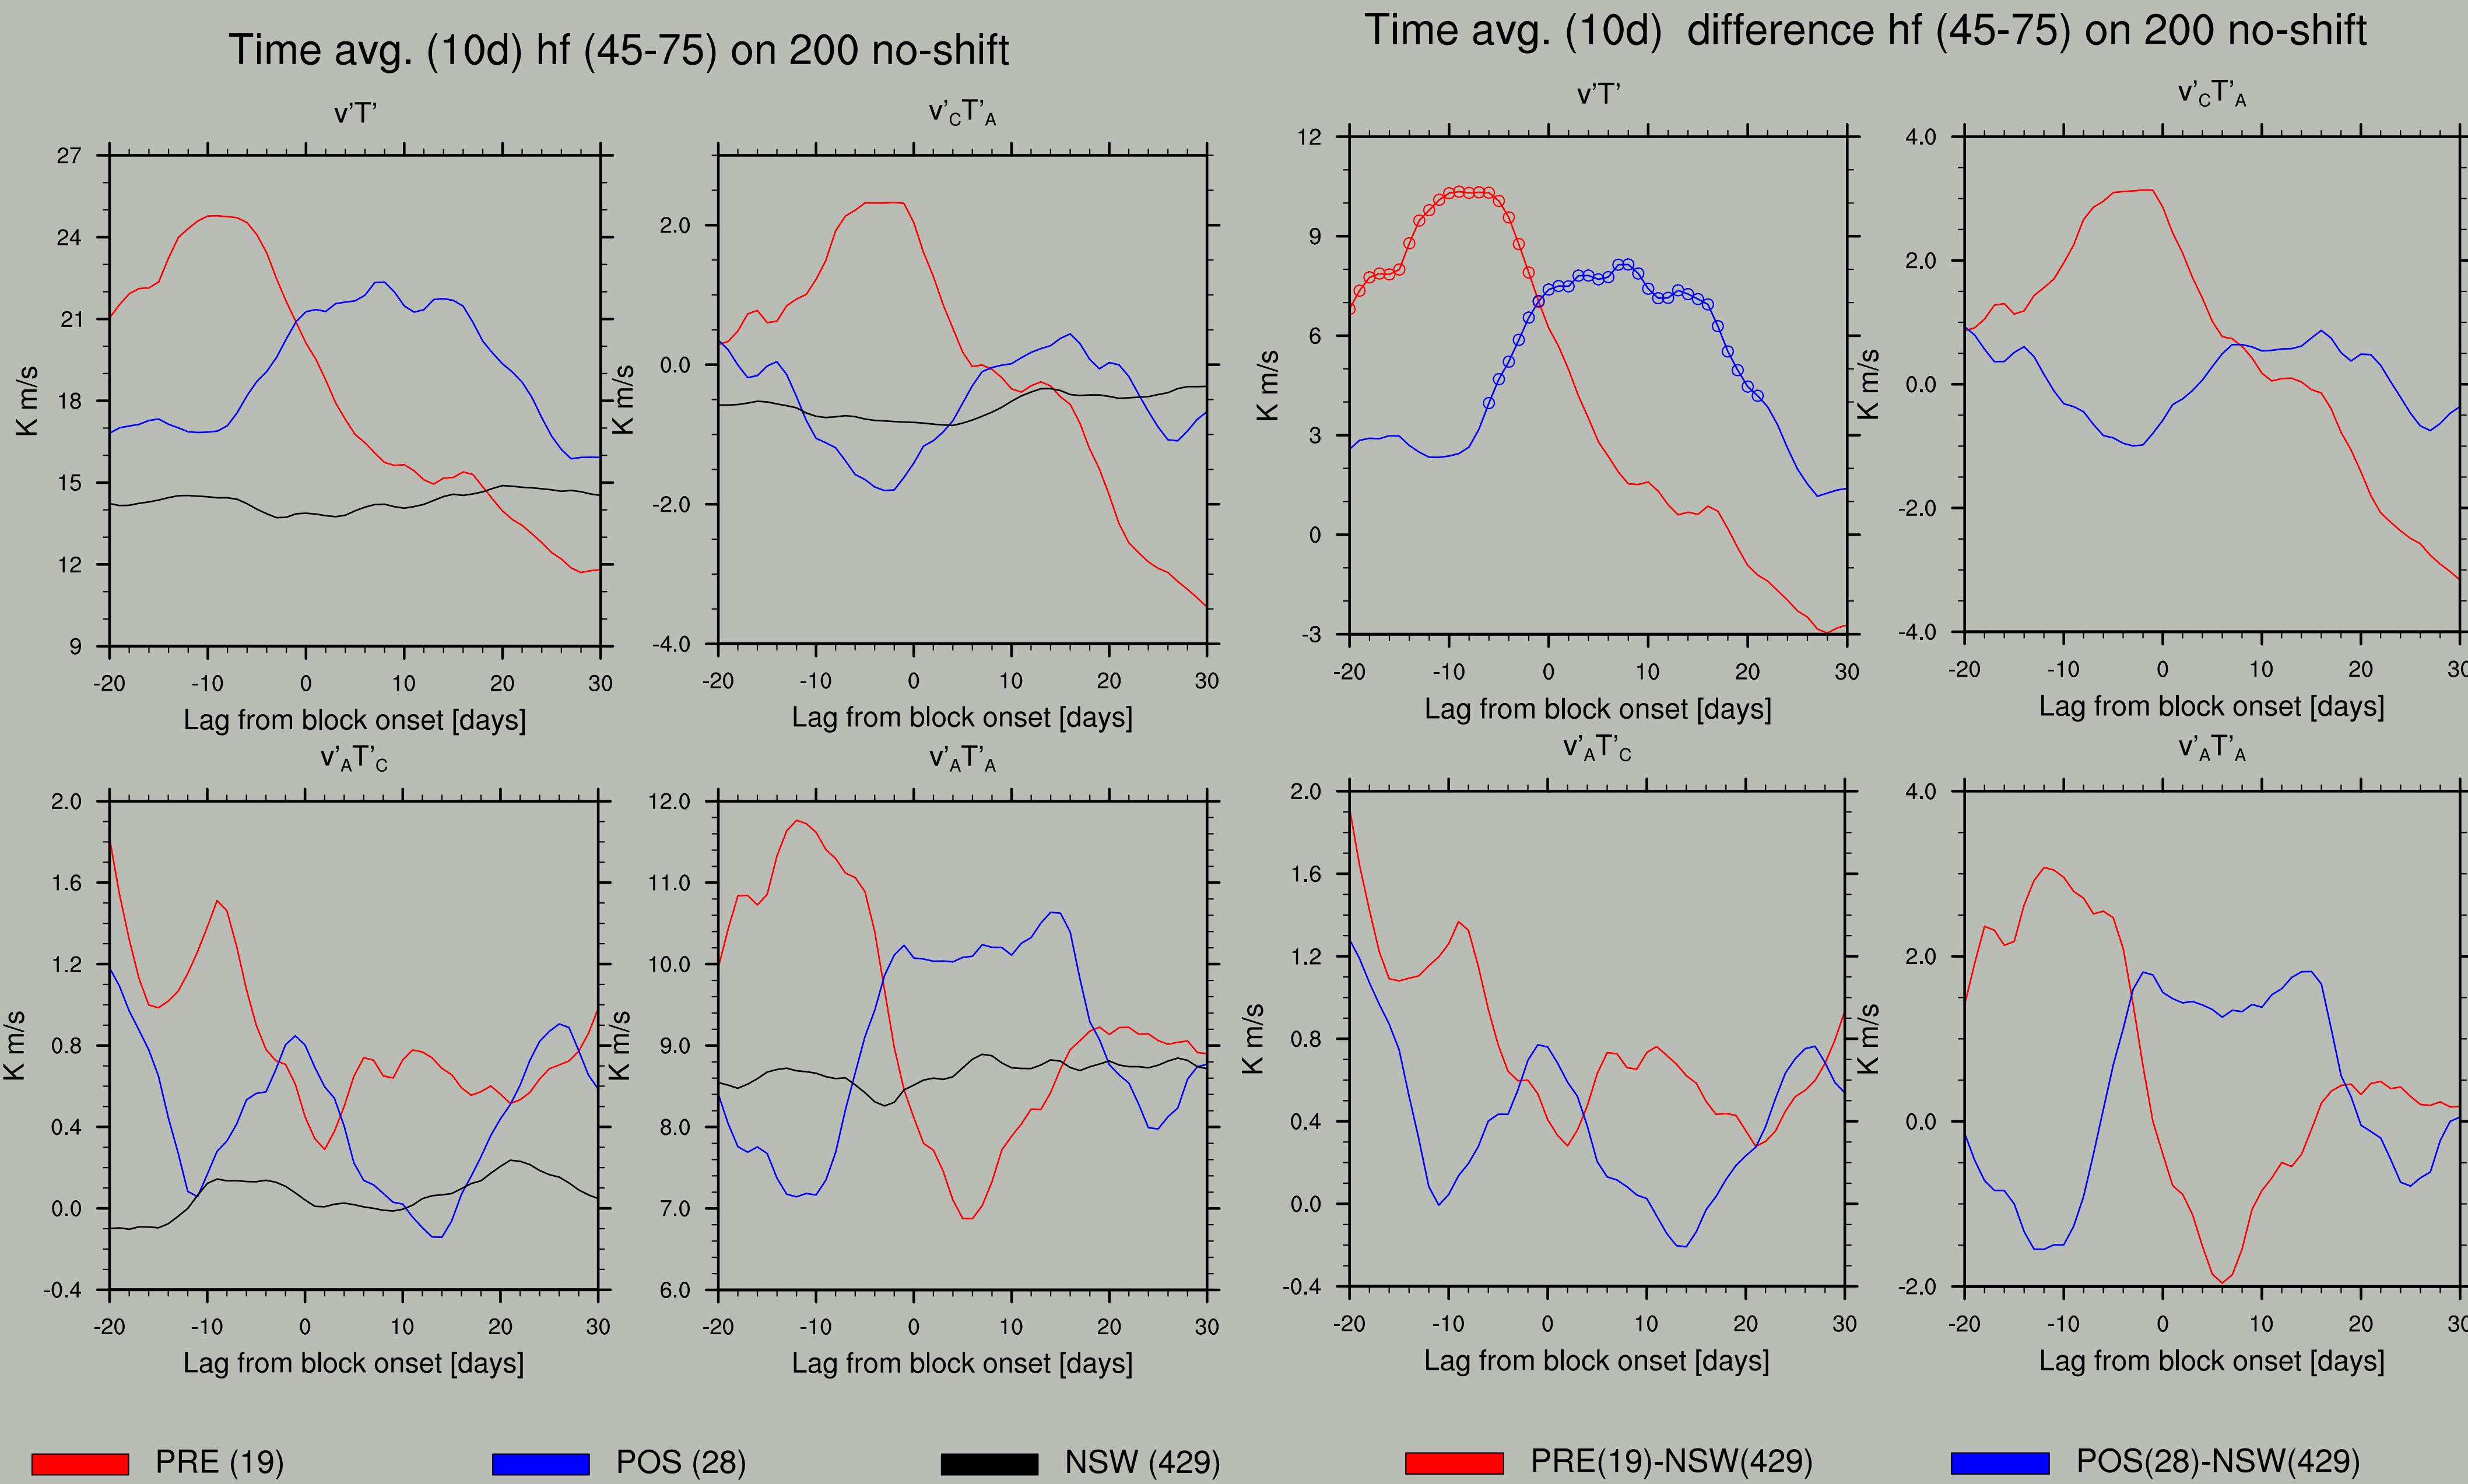 Time avg. (10d) hf (45-75) on 200 no-shift
v'T'
27
24
21
18
15
12
9
K m/s
-20 -10 0 10 20 30
Lag from block onset [days]
v'CT'A
2.0
0.0
-2.0
-4.0
K m/s
-20 -10 0 10 20 30
Lag from block onset [days]
v'AT'C
2.0
1.6
1.2
0.8
0.4
0.0
-0.4
K m/s
-20 -10 0 10 20 30
Lag from block onset [days]
v'AT'A
12.0
11.0
10.0
9.0
8.0
7.0
6.0
K m/s
-20 -10 0 10 20 30
Lag from block onset [days]
PRE (19) POS (28) NSW (429)
Time avg. (10d) difference hf (45-75) on 200 no-shift
v'T'
12
9
6
3
0
-3
K m/s
-20 -10 0 10 20 30
Lag from block onset [days]
v'CT'A
4.0
2.0
0.0
-2.0
-4.0
K m/s
-20 -10 0 10 20 30
Lag from block onset [days]
v'AT'C
2.0
1.6
1.2
0.8
0.4
0.0
-0.4
K m/s
-20 -10 0 10 20 30
Lag from block onset [days]
v'AT'A
4.0
2.0
0.0
-2.0
K m/s
-20 -10 0 10 20 30
Lag from block onset [days]
PRE(19)-NSW(429) POS(28)-NSW(429)